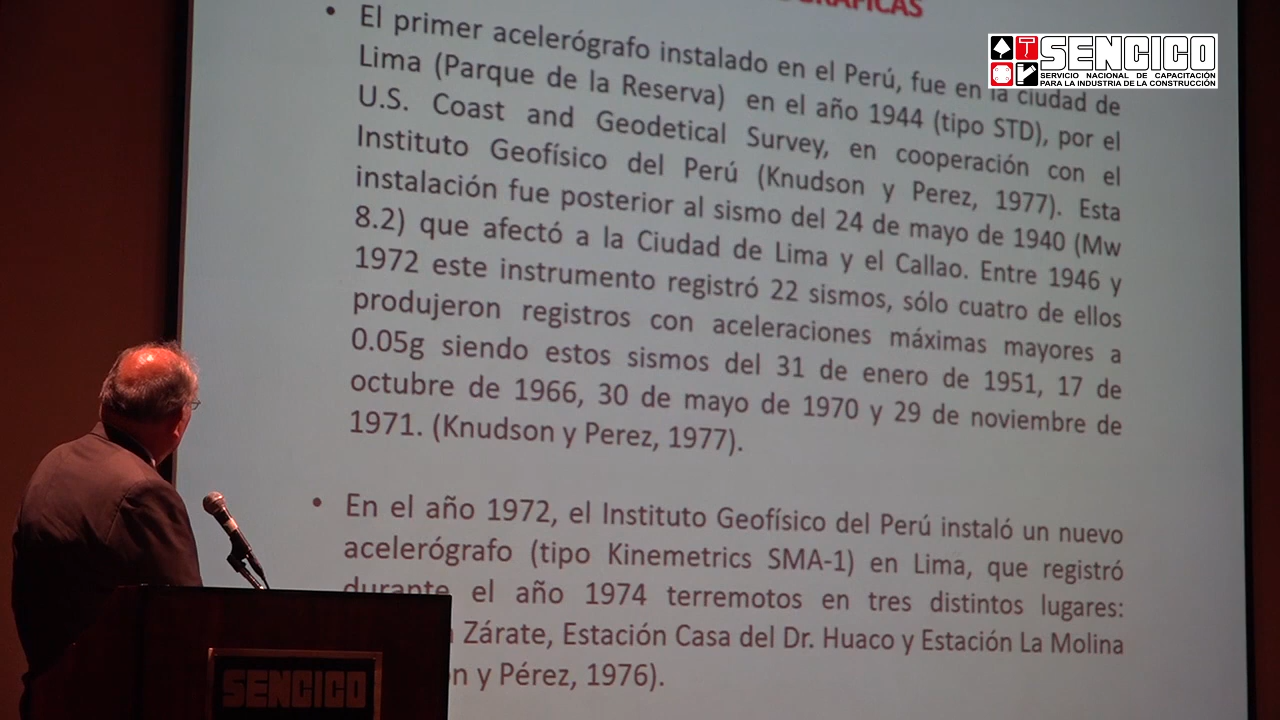 GRÁFICAS
• El primer acelerógrafo instalado en el Perú, fue en la ciudad de
Lima (Parque de la Reserva) en el año 1944 (tipo STD), por el
U.S. Coast and Geodetical Survey, en cooperación con el
Instituto Geofísico del Perú (Knudson y Perez, 1977). Esta
instalación fue posterior al sismo del 24 de mayo de 1940 (Mw
8.2) que afectó a la Ciudad de Lima y el Callao. Entre 1946 y
1972 este instrumento registró 22 sismos, sólo cuatro de ellos
produjeron registros con aceleraciones máximas mayores a
0.05g siendo estos sismos del 31 de enero de 1951, 17 de
octubre de 1966, 30 de mayo de 1970 y 29 de noviembre de
1971. (Knudson y Perez, 1977).
• En el año 1972, el Instituto Geofísico del Perú instaló un nuevo
acelerógrafo (tipo Kinemetrics SMA-1) en Lima, que registró
durante el año 1974 terremotos en tres distintos lugares:
Zárate, Estación Casa del Dr. Huaco y Estación La Molina
y Pérez, 1976).
SENCICO
SERVICIO NACIONAL DE CAPACITACIÓN
PARA LA INDUSTRIA DE LA CONSTRUCCIÓN
SENCICO